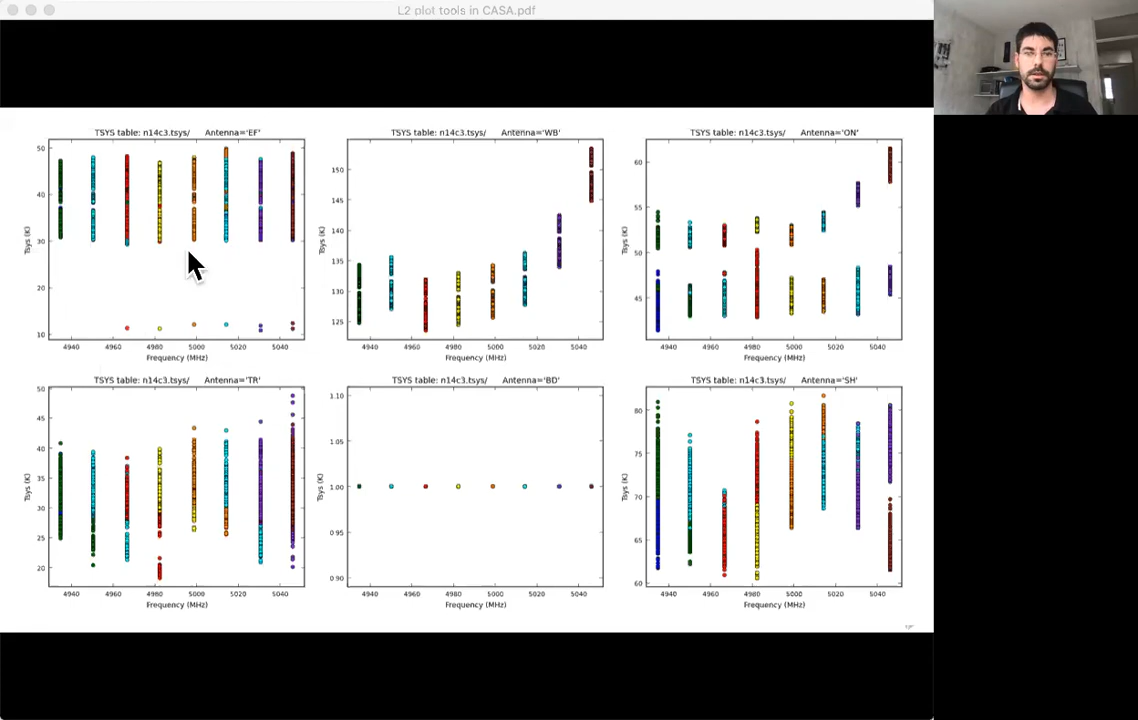 L2 plot tools in CASA.pdf
TSYS table: n14c3.tsys/ Antenna='EF'
50
40
30
20
10
Tsys (K)
4940 4960 4980 5000 5020 5040
Frequency (MHz)
TSYS table: n14c3.tsys/ Antenna='WB'
150
145
140
135
130
125
Tsys (K)
4940 4960 4980 5000 5020 5040
Frequency (MHz)
TSYS table: n14c3.tsys/ Antenna='ON'
60
55
50
45
Tsys (K)
4940 4960 4980 5000 5020 5040
Frequency (MHz)
TSYS table: n14c3.tsys/ Antenna='TR'
50
45
40
35
30
25
20
Tsys (K)
4940 4960 4980 5000 5020 5040
Frequency (MHz)
TSYS table: n14c3.tsys/ Antenna='BD'
1.10
1.05
1.00
0.95
0.90
Tsys (K)
4940 4960 4980 5000 5020 5040
Frequency (MHz)
TSYS table: n14c3.tsys/ Antenna='SH'
80
75
70
65
60
Tsys (K)
4940 4960 4980 5000 5020 5040
Frequency (MHz)